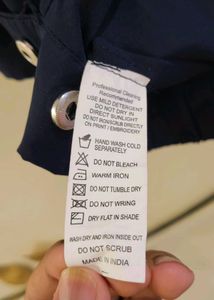 Professional Cleaning
Recommended
USE MILD DETERGENT
DO NOT DRY IN
DIRECT SUNLIGHT
DO NOT IRON/SCRUB DIRECTLY
ON PRINT / EMBROIDERY
HAND WASH COLD
SEPARATELY
DO NOT BLEACH
WARM IRON
DO NOT TUMBLE DRY
DO NOT WRING
DRY FLAT IN SHADE
WASH DRY AND IRON INSIDE OUT
DO NOT SCRUB
MADE IN INDIA